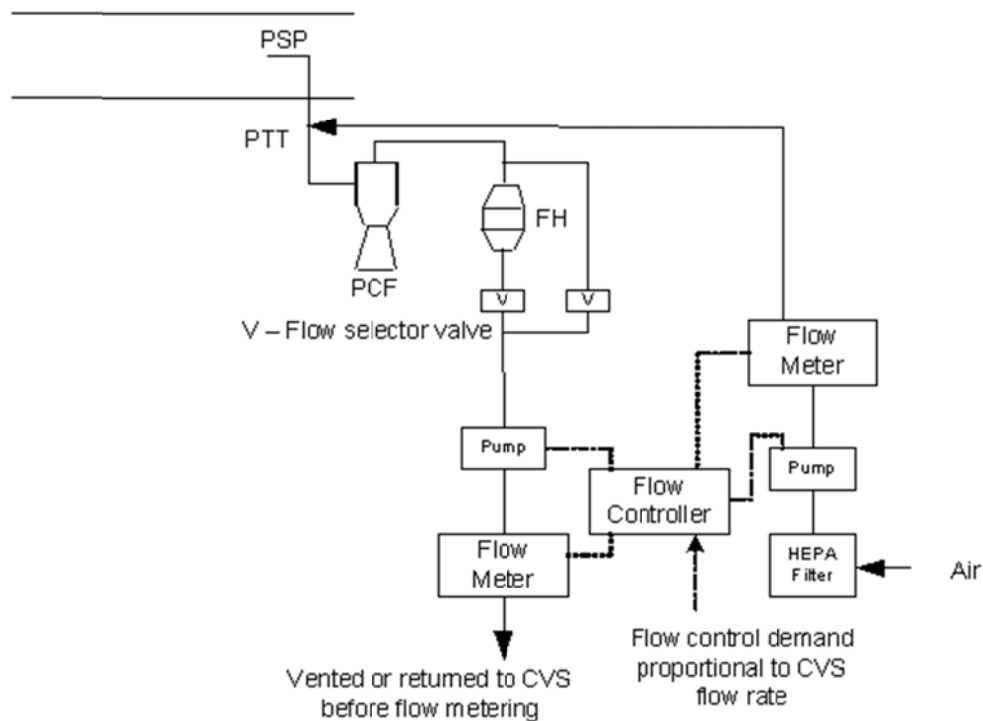 PSP
PTT
FH
PCF
V
V
V – Flow selector valve
Flow
Meter
Pump
Flow
Controller
Pump
Flow
Meter
HEPA
Filter
Air
Vented or returned to CVS
before flow metering
Flow control demand
proportional to CVS
flow rate